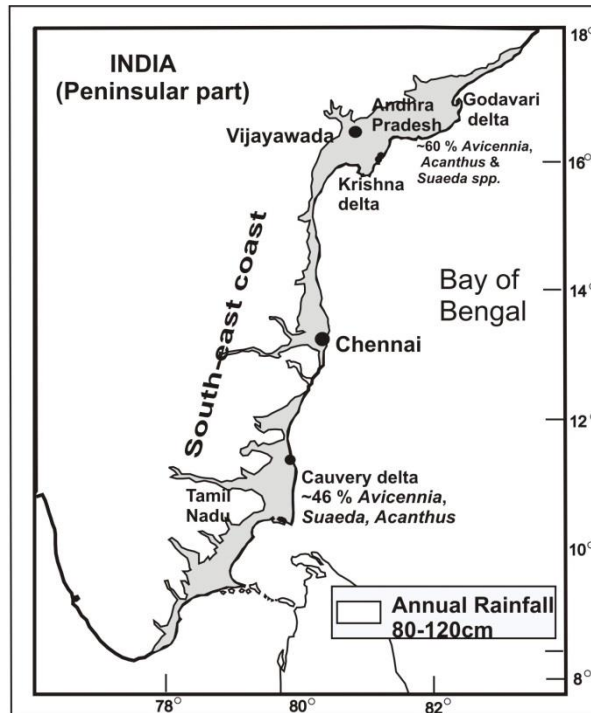 INDIA
(Peninsular part)
18°
Godavari
delta
Andhra
Pradesh
Vijayawada
~60 % Avicennia,
Acanthus &
Suaeda spp.
16°
Krishna
delta
South-east coast
14°
Bay of
Bengal
Chennai
12°
Cauvery delta
~46 % Avicennia,
Suaeda, Acanthus
Tamil
Nadu
10°
Annual Rainfall
80-120cm
8°
78°
80°
82°